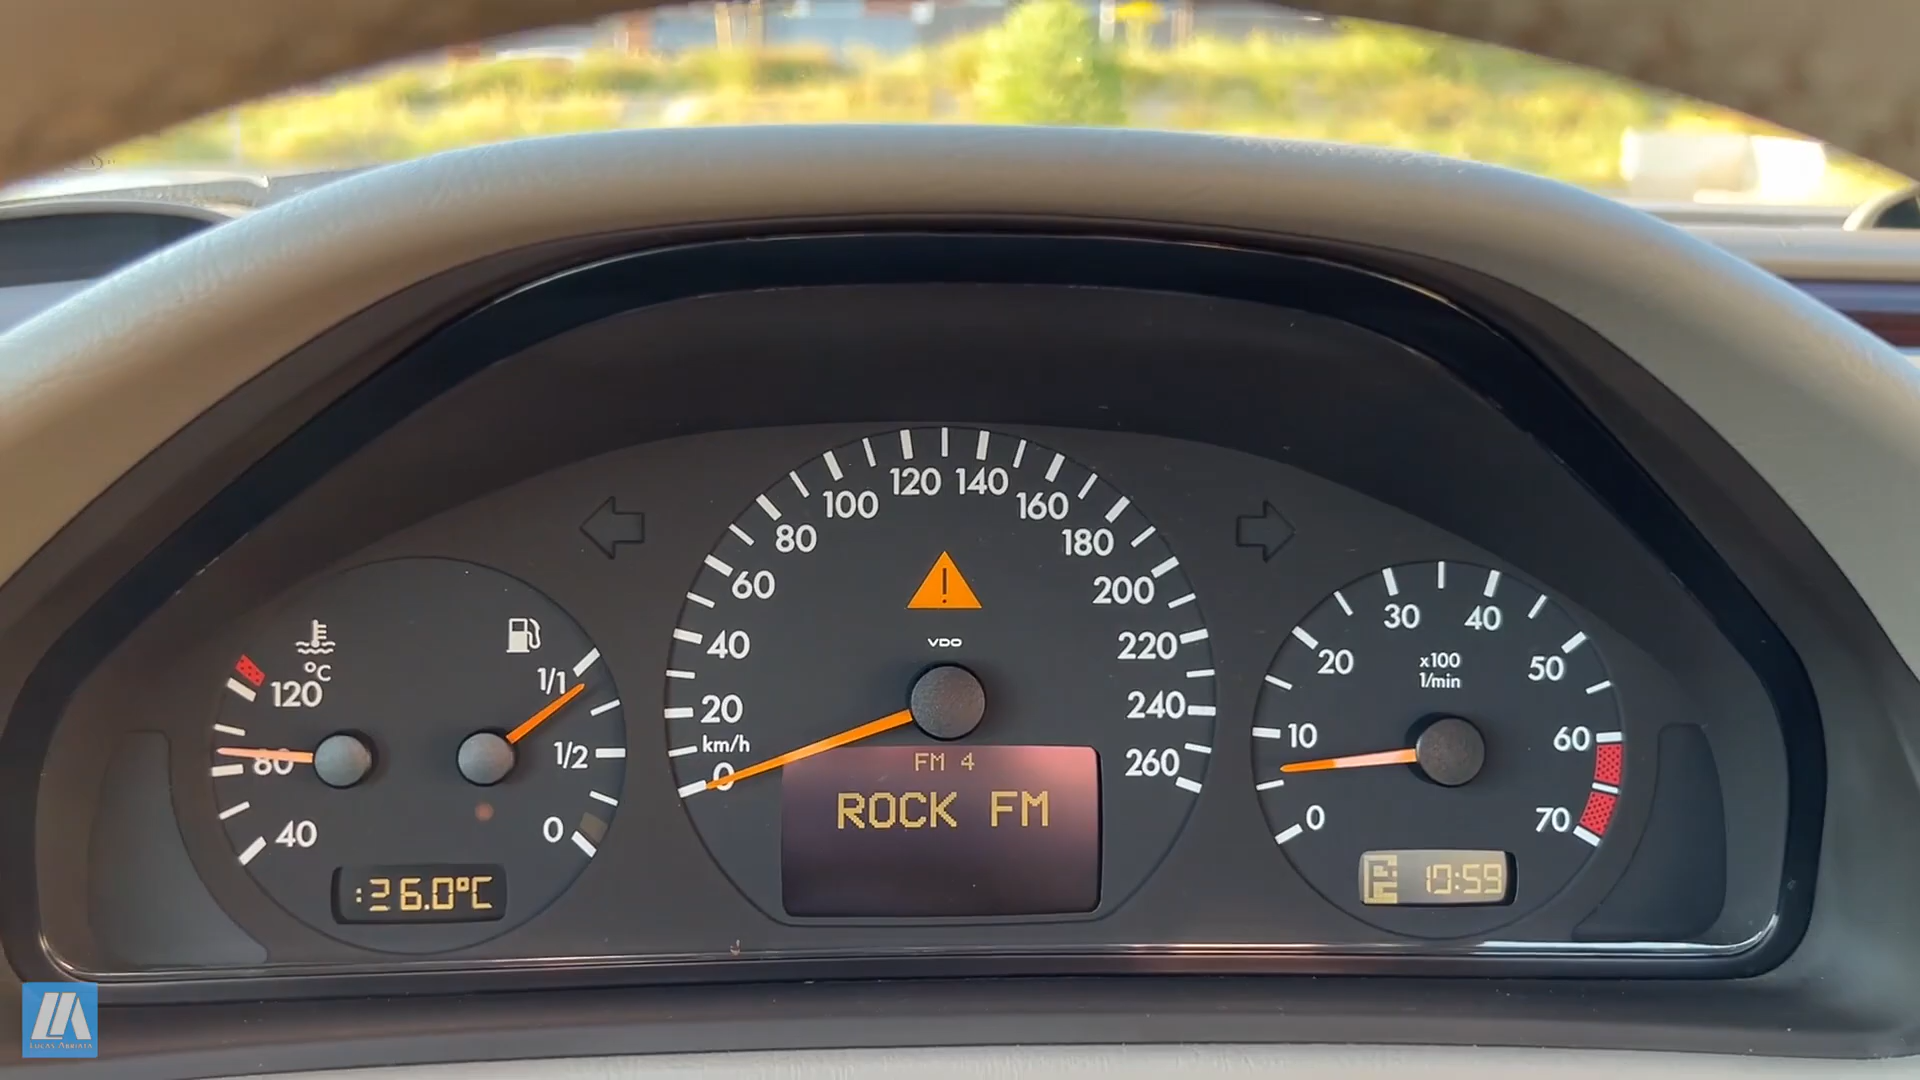 120 140
100 160
80 180
60 200
40 220
20 240
km/h
0 260
VDO
°C
120
80
40
1/1
1/2
0
:26.0°C
FM 4
ROCK FM
30 40
20 50
x100
1/min
10 60
0 70
10:59
LUCAS ARRIATA